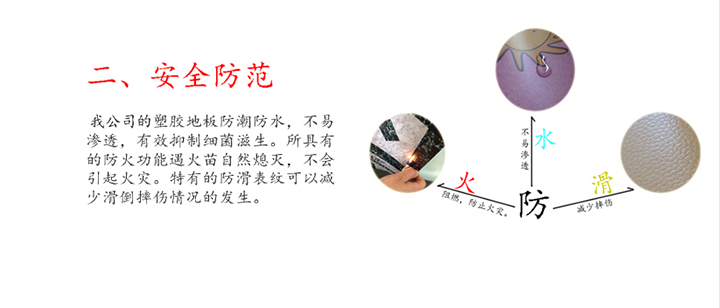 二、安全防范
我公司的塑胶地板防潮防水，不易
渗透，有效抑制细菌滋生。所具有
的防火功能遇火苗自然熄灭，不会
引起火灾。特有的防滑表纹可以减
少滑倒摔伤情况的发生。
水
不易渗透
火
阻燃，防止火灾。
防
滑
减少摔伤